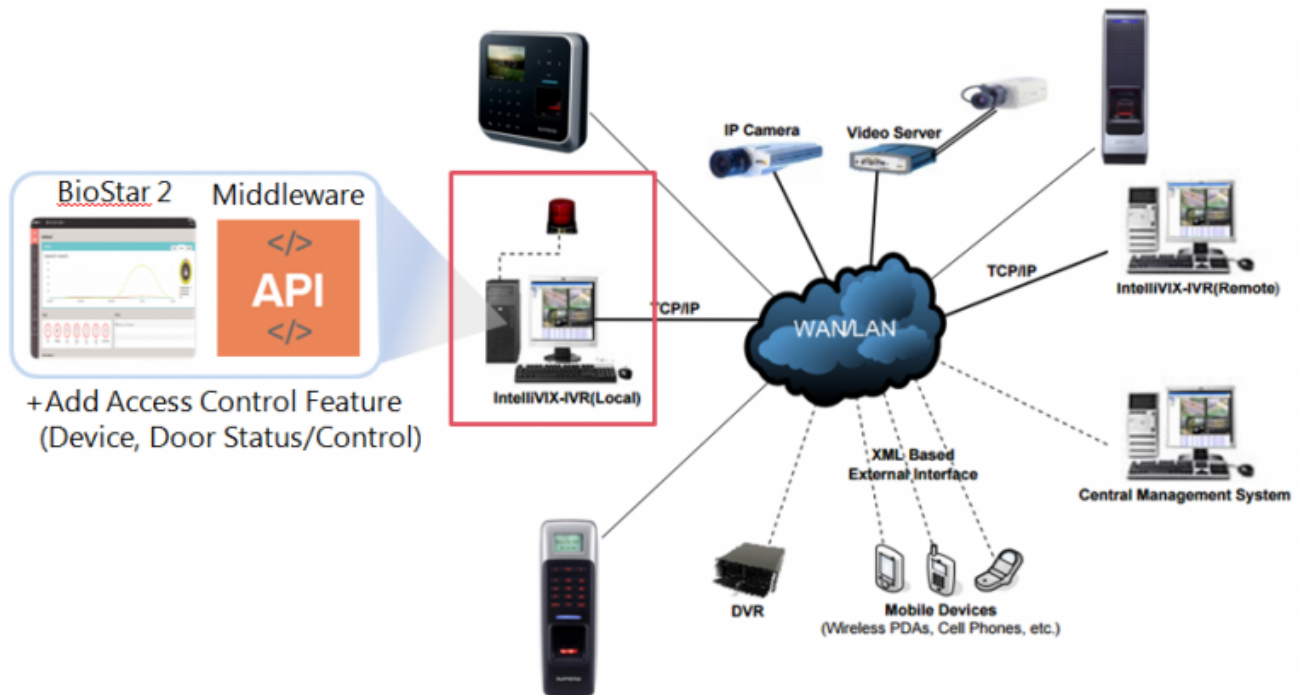 BioStar 2
Middleware
</>
API
</>
+Add Access Control Feature
(Device, Door Status/Control)
IP Camera
Video Server
TCP/IP
IntelliVIX-IVR(Local)
WAN/LAN
TCP/IP
IntelliVIX-IVR(Remote)
XML Based
External Interface
Central Management System
DVR
Mobile Devices
(Wireless PDAs, Cell Phones, etc.)
suprema